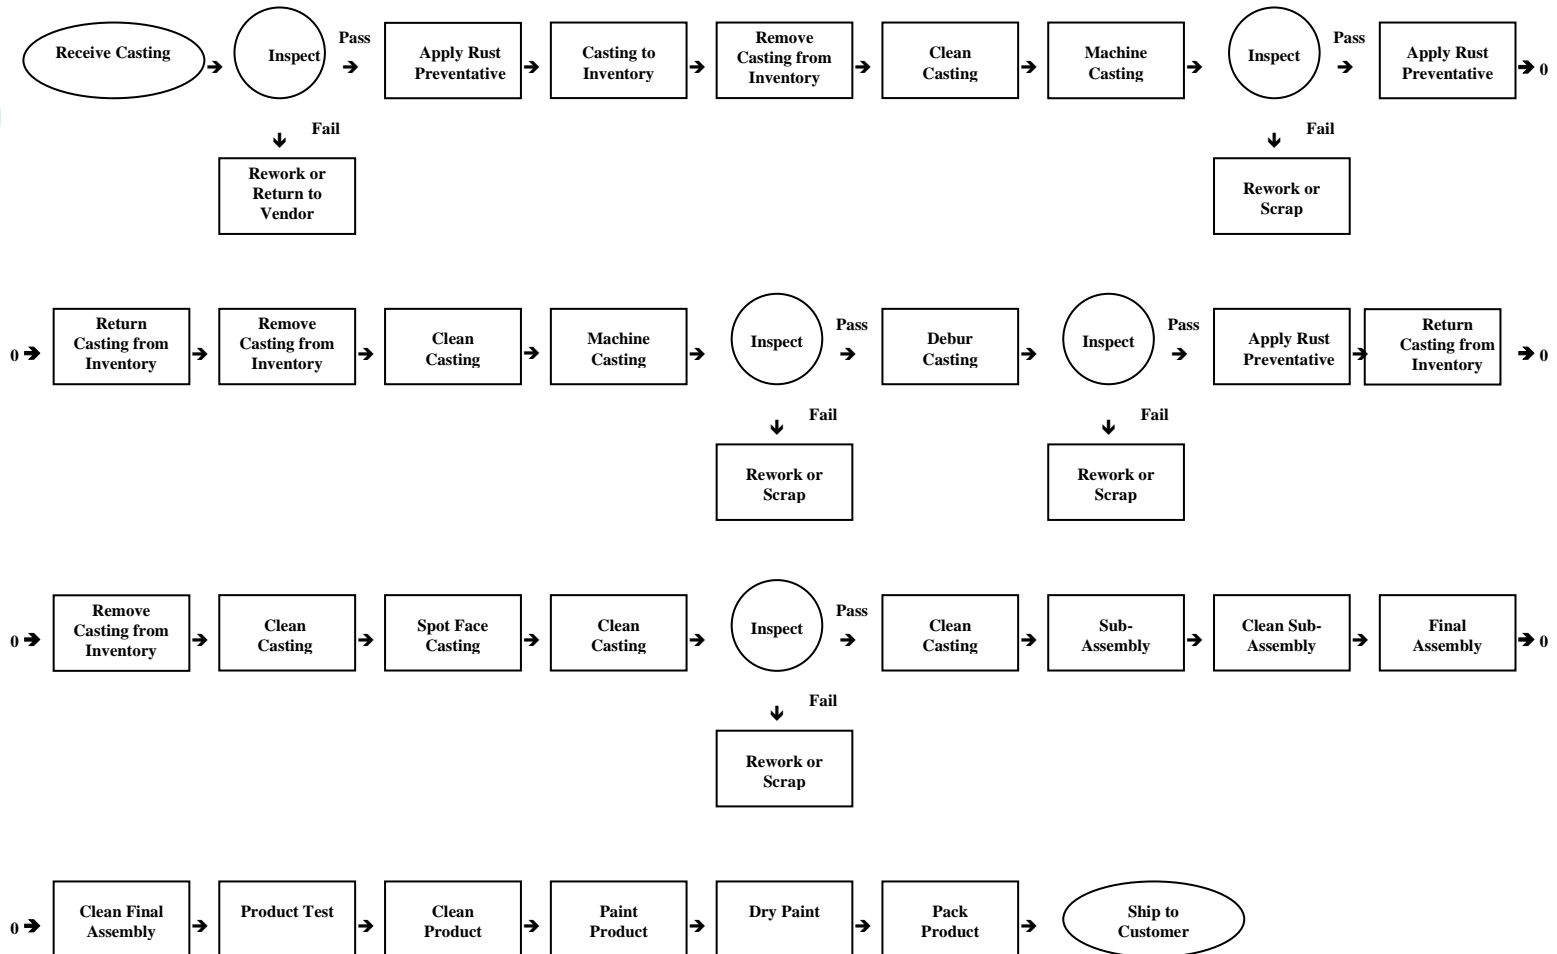 Receive Casting
Inspect
Pass
Apply Rust
Preventative
Casting to
Inventory
Remove
Casting from
Inventory
Clean
Casting
Machine
Casting
Inspect
Pass
Apply Rust
Preventative
0
Fail
Rework or
Return to
Vendor
Fail
Rework or
Scrap
0
Return
Casting from
Inventory
Remove
Casting from
Inventory
Clean
Casting
Machine
Casting
Inspect
Pass
Debur
Casting
Inspect
Pass
Apply Rust
Preventative
Return
Casting from
Inventory
0
Fail
Rework or
Scrap
Fail
Rework or
Scrap
0
Remove
Casting from
Inventory
Clean
Casting
Spot Face
Casting
Clean
Casting
Inspect
Pass
Clean
Casting
Sub-
Assembly
Clean Sub-
Assembly
Final
Assembly
0
Fail
Rework or
Scrap
0
Clean Final
Assembly
Product Test
Clean
Product
Paint
Product
Dry Paint
Pack
Product
Ship to
Customer